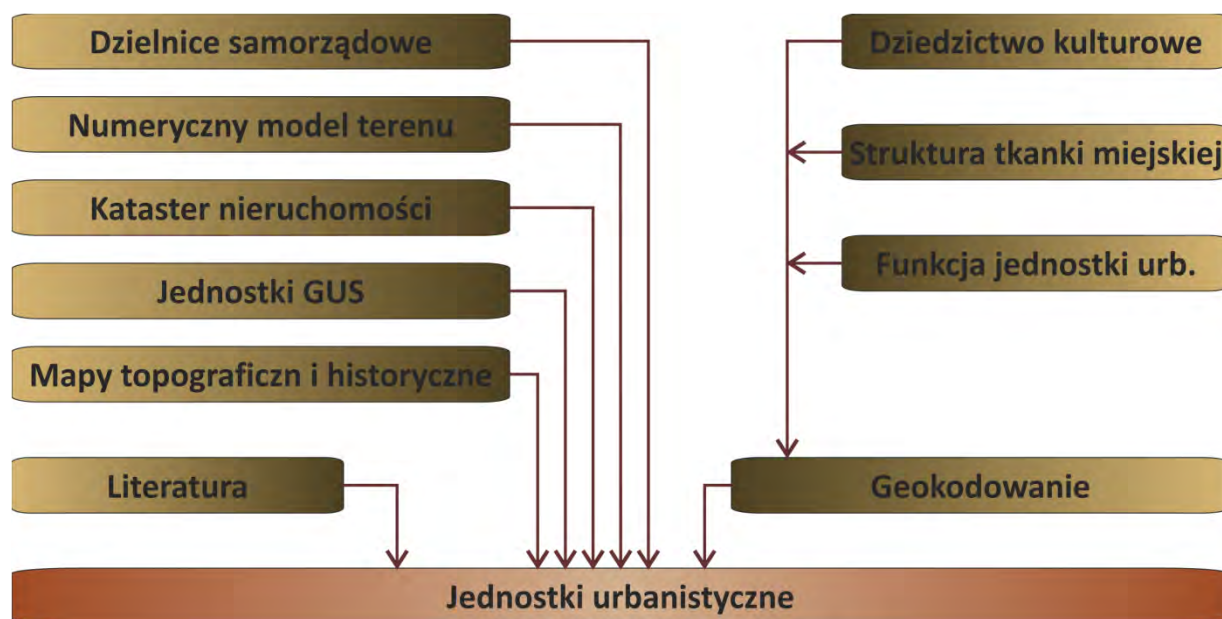 Dzielnice samorządowe
Numeryczny model terenu
Kataster nieruchomości
Jednostki GUS
Mapy topograficzn i historyczne
Literatura
Dziedzictwo kulturowe
Struktura tkanki miejskiej
Funkcja jednostki urb.
Geokodowanie
Jednostki urbanistyczne